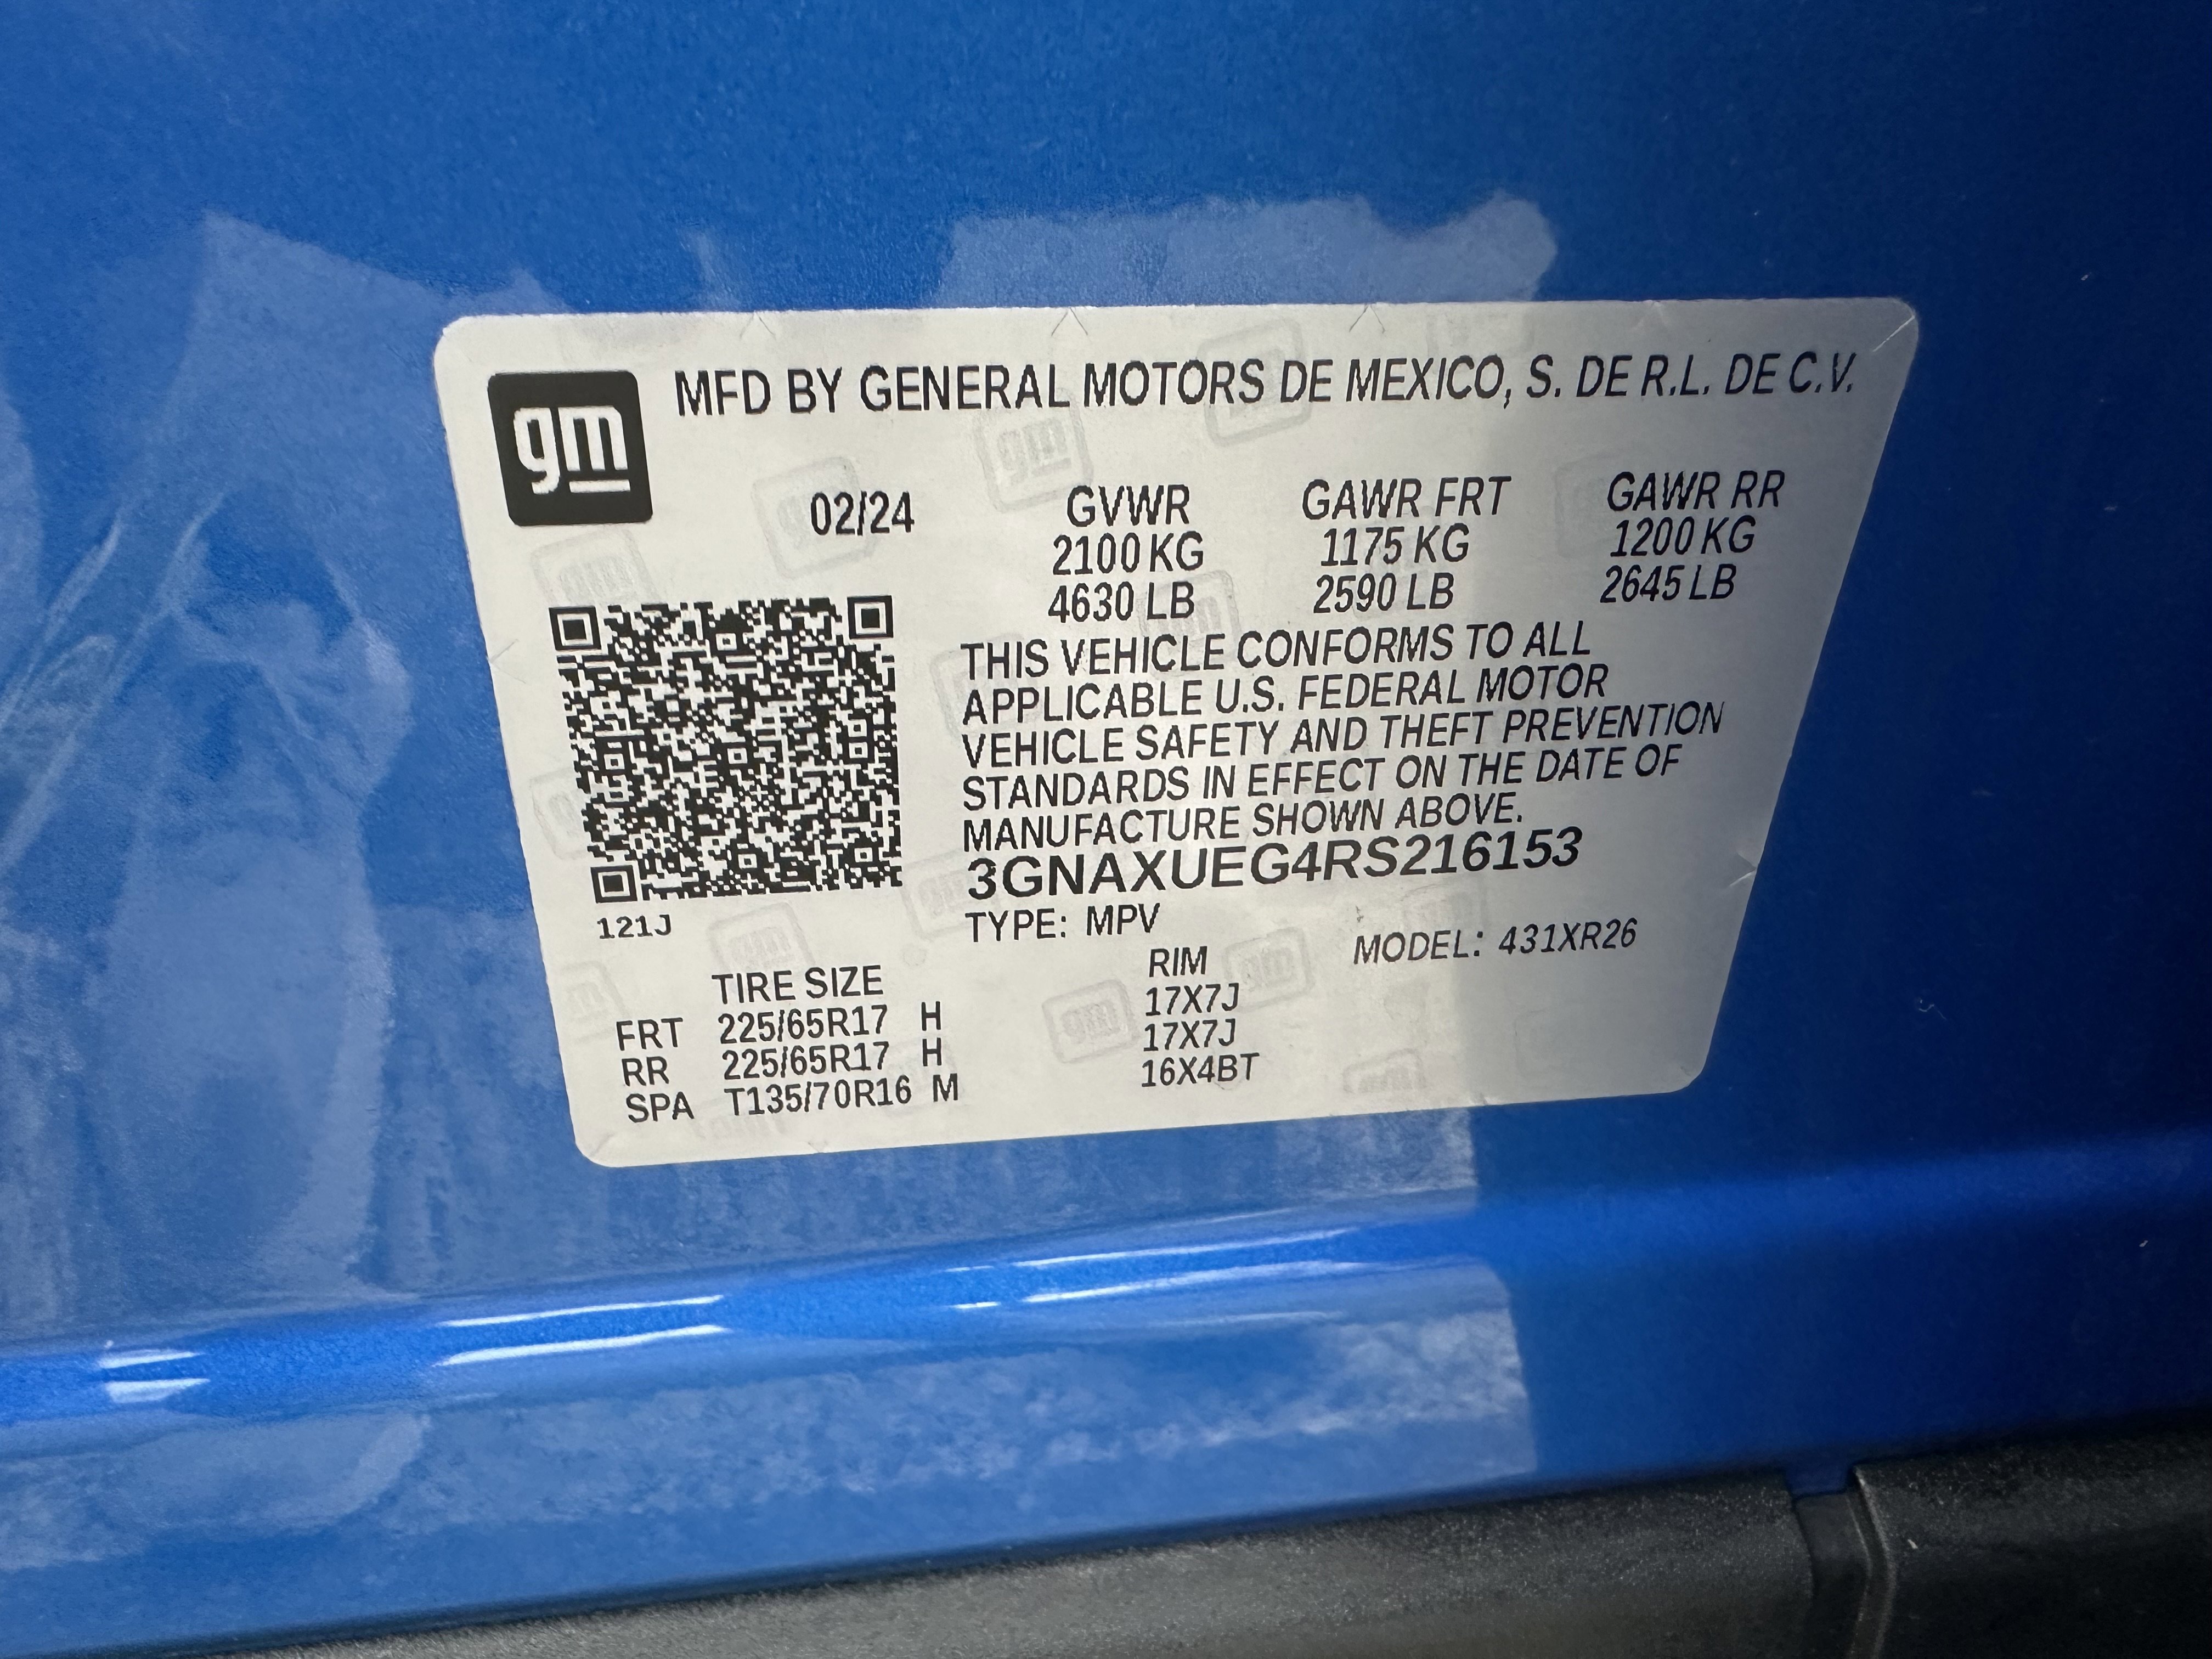 gm MFD BY GENERAL MOTORS DE MEXICO, S. DE R.L. DE C.V.
02/24 GVWR GAWR FRT GAWR RR
2100 KG 1175 KG 1200 KG
4630 LB 2590 LB 2645 LB
THIS VEHICLE CONFORMS TO ALL
APPLICABLE U.S. FEDERAL MOTOR
VEHICLE SAFETY AND THEFT PREVENTION
STANDARDS IN EFFECT ON THE DATE OF
MANUFACTURE SHOWN ABOVE.
3GNAXUEG4RS216153
121J
TYPE: MPV MODEL: 431XR26
TIRE SIZE RIM
FRT 225/65R17 H 17X7J
RR 225/65R17 H 17X7J
SPA T135/70R16 M 16X4BT